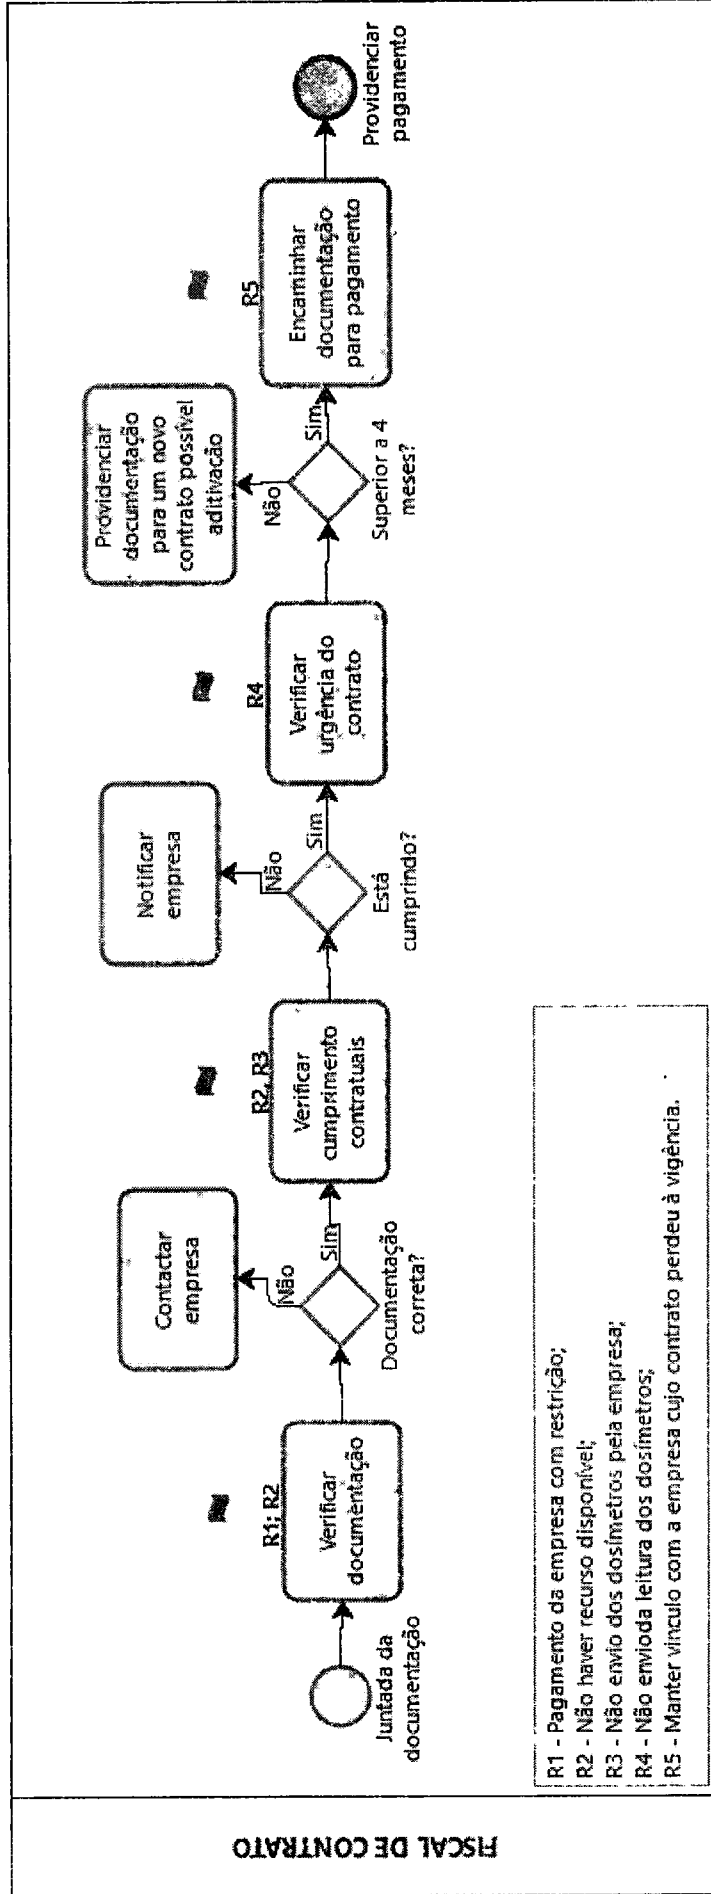 FISCAL DE CONTRATO
Juntada da
documentação
R1; R2
Verificar
documentação
Documentação
correta?
Não
Sim
Contactar
empresa
R2, R3
Verificar
cumprimento
contratuais
Está
cumprindo?
Não
Sim
Notificar
empresa
R4
Verificar
urgência do
contrato
Superior a 4
meses?
Não
Sim
Providenciar
documentação
para um novo
contrato possível
aditivação
R5
Encaminhar
documentação
para pagamento
Providenciar
pagamento
R1 - Pagamento da empresa com restrição;
R2 - Não haver recurso disponível;
R3 - Não envio dos dosímetros pela empresa;
R4 - Não envioda leitura dos dosímetros;
R5 - Manter vinculo com a empresa cujo contrato perdeu à vigência.